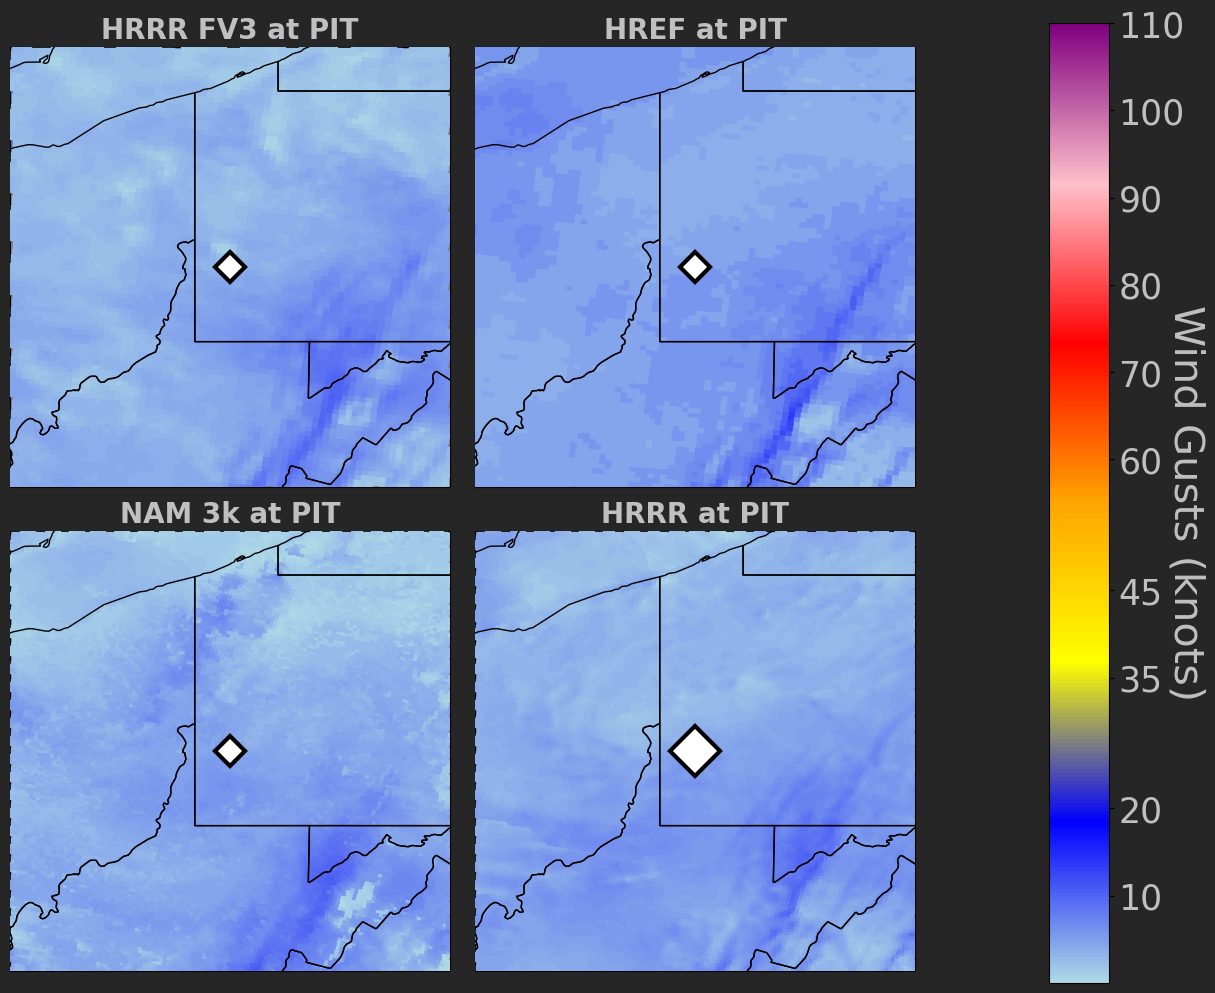 HRRR FV3 at PIT
HREF at PIT
NAM 3k at PIT
HRRR at PIT
110
100
90
80
70
60
45
35
20
10
Wind Gusts (knots)